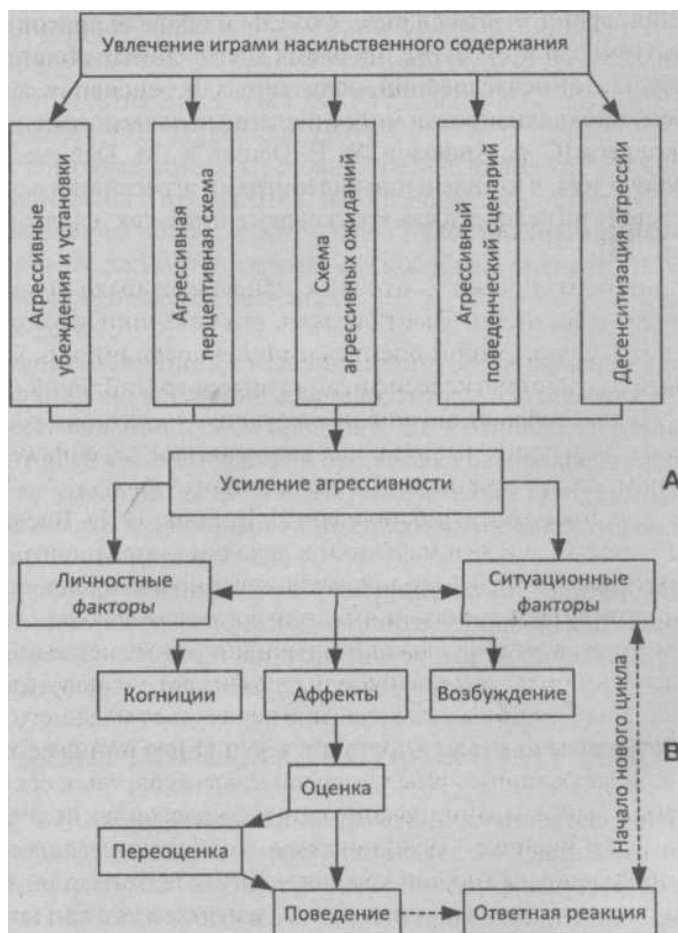 Увлечение играми насильственного содержания
Агрессивные
убеждения и установки
Агрессивная
перцептивная схема
Схема
агрессивых ожиданий
Агрессивный
поведенческий сценарий
Десенситизация агрессии
A
Усиление агрессивности
Личностные
факторы
Ситуационные
факторы
Когниции
Аффекты
Возбуждение
B
Начало нового цикла
Оценка
Переоценка
Поведение
Ответная реакция